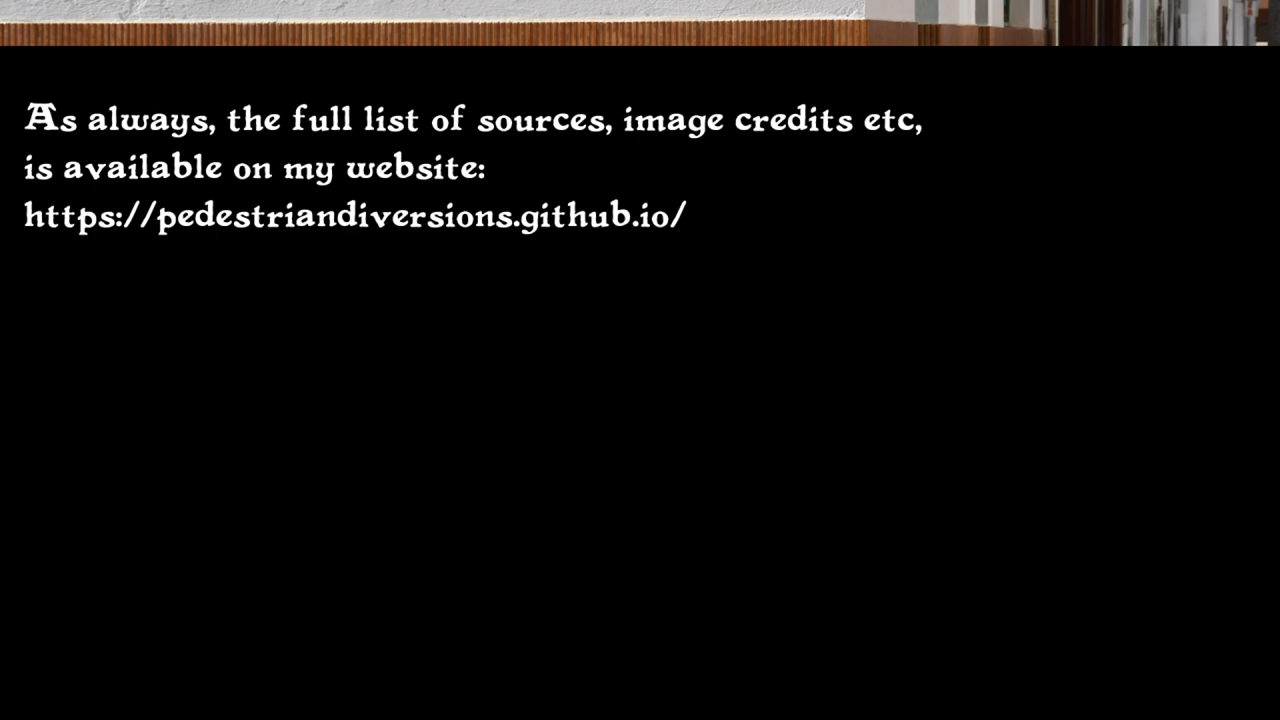 As always, the full list of sources, image credits etc,
is available on my website:
https://pedestriandiversions.github.io/